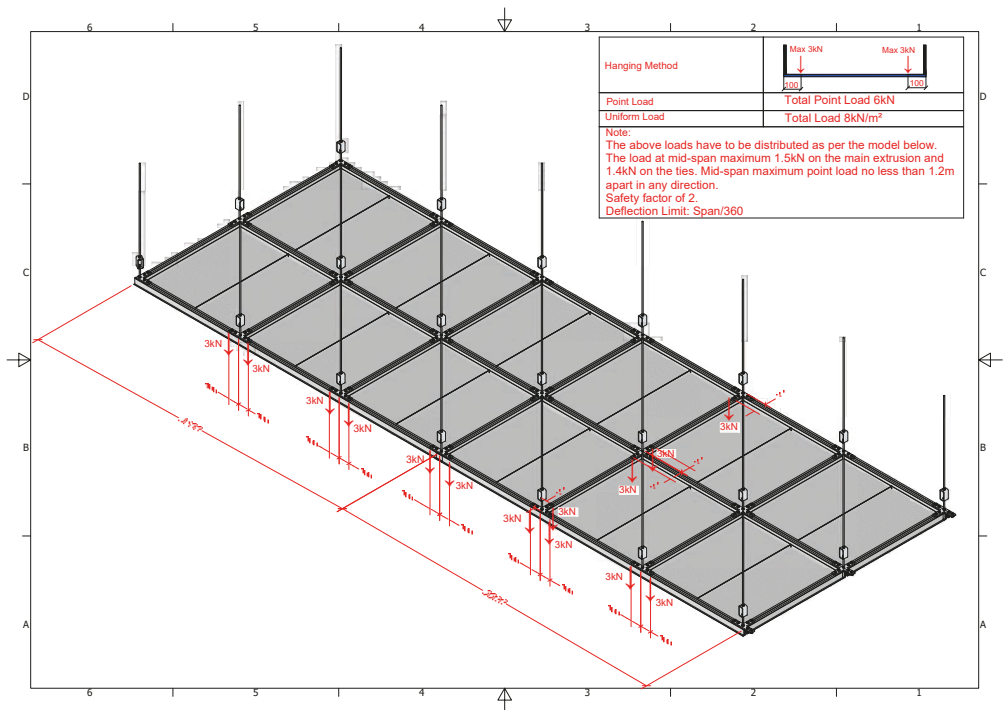 6 5 4 3 2 1
D
Hanging Method
Max 3kN
Max 3kN
100
100
D
Point Load
Total Point Load 6kN
Uniform Load
Total Load 8kN/m²
Note:
The above loads have to be distributed as per the model below.
The load at mid-span maximum 1.5kN on the main extrusion and
1.4kN on the ties. Mid-span maximum point load no less than 1.2m
apart in any direction.
Safety factor of 2.
Deflection Limit: Span/360
C
C
3kN
3kN
3kN
3kN
3kN
B
3kN
3kN
B
3kN
3kN
3kN
3kN
3kN
3kN
3kN
3kN
A
A
6 5 4 3 2 1